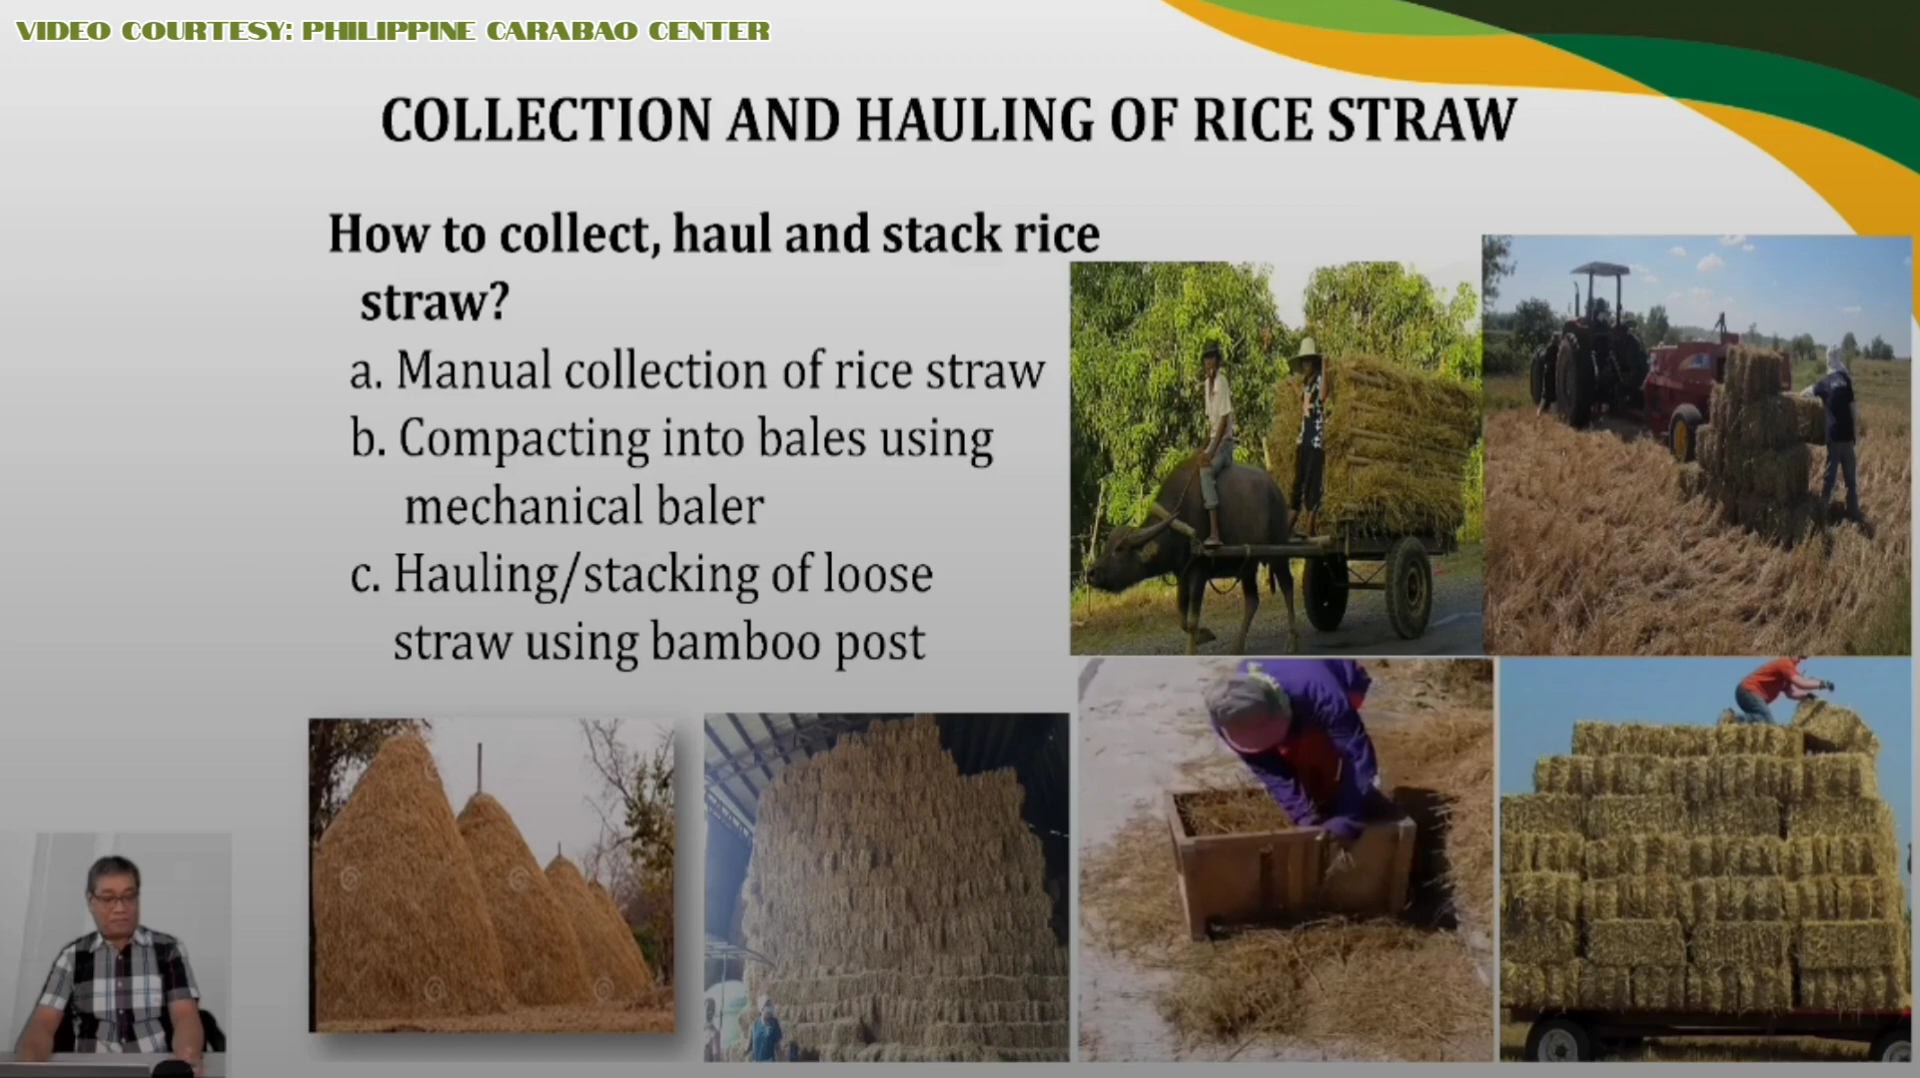 VIDEO COURTESY: PHILIPPINE CARABAO CENTER
COLLECTION AND HAULING OF RICE STRAW
How to collect, haul and stack rice
straw?
a. Manual collection of rice straw
b. Compacting into bales using
mechanical baler
c. Hauling/stacking of loose
straw using bamboo post